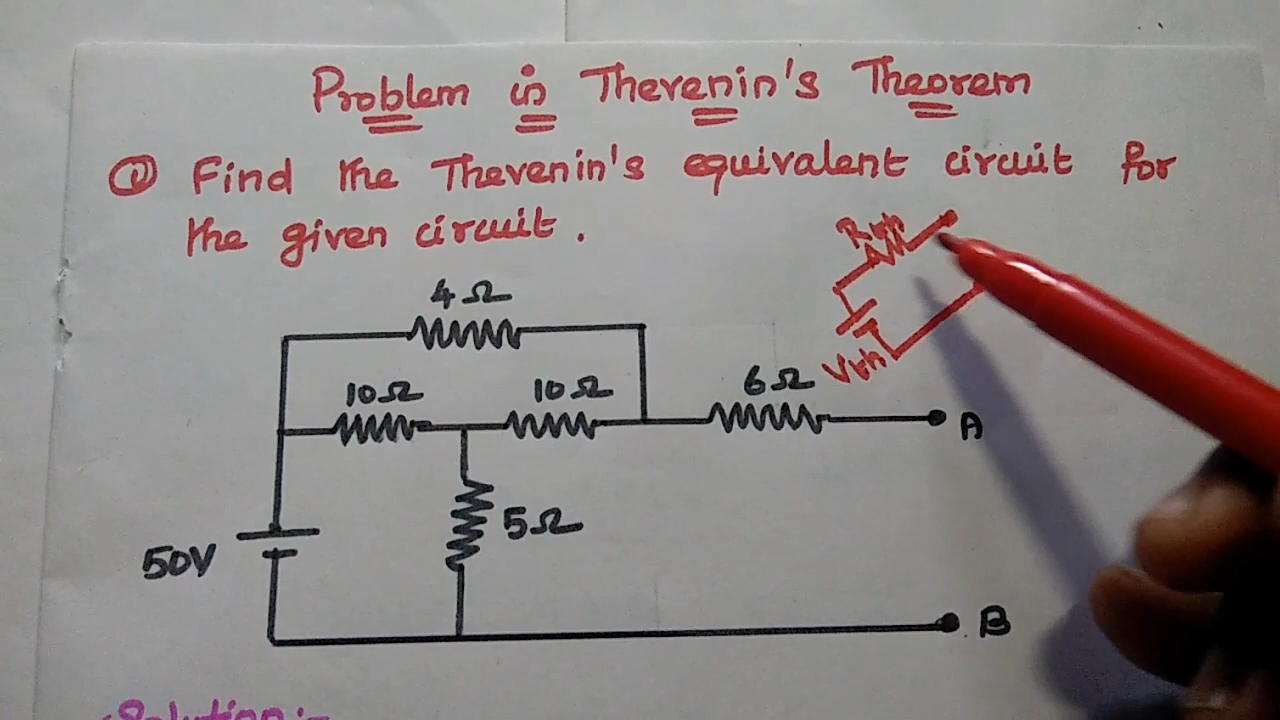 Problem in Thevenin's Theorem
Q Find the Thevenin's equivalent circuit for
the given circuit.
Rth
Vth
4Ω
10Ω
10Ω
6Ω
A
5Ω
50V
B
Solution:-